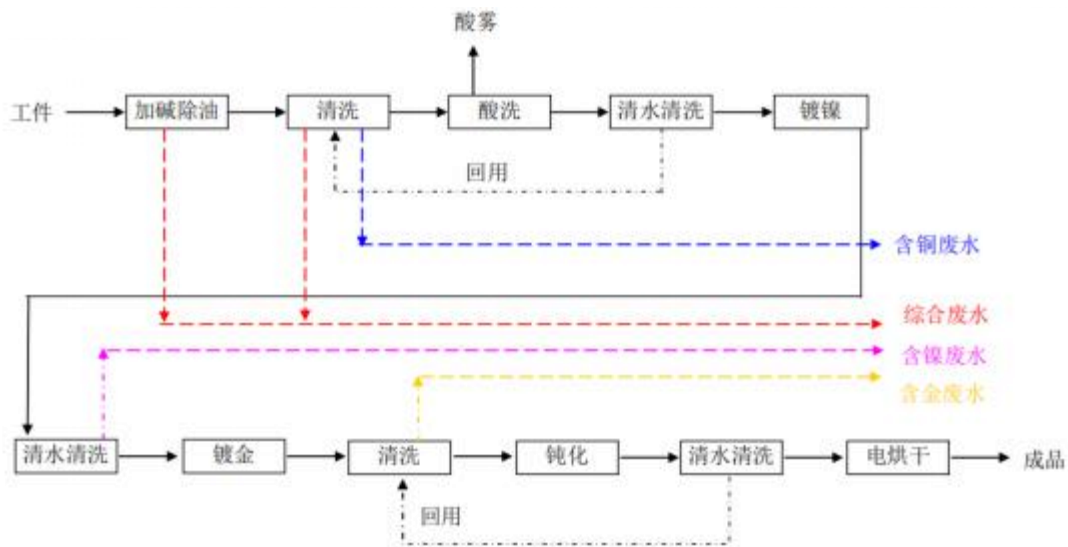 酸雾
工件
加碱除油
清洗
酸洗
清水清洗
镀镍
回用
含铜废水
综合废水
含镍废水
含金废水
清水清洗
镀金
清洗
钝化
清水清洗
电烘干
成品
回用